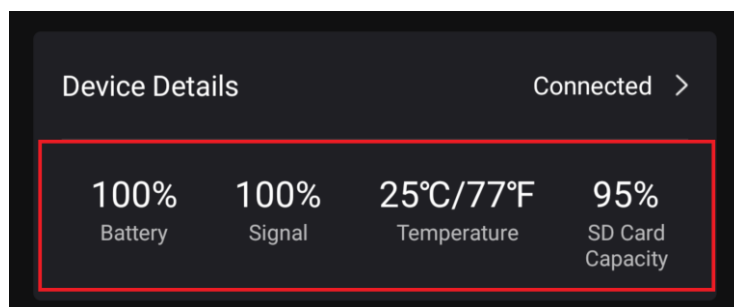 Device Details Connected >
100% 100% 25℃/77℉ 95%
Battery Signal Temperature SD Card
Capacity